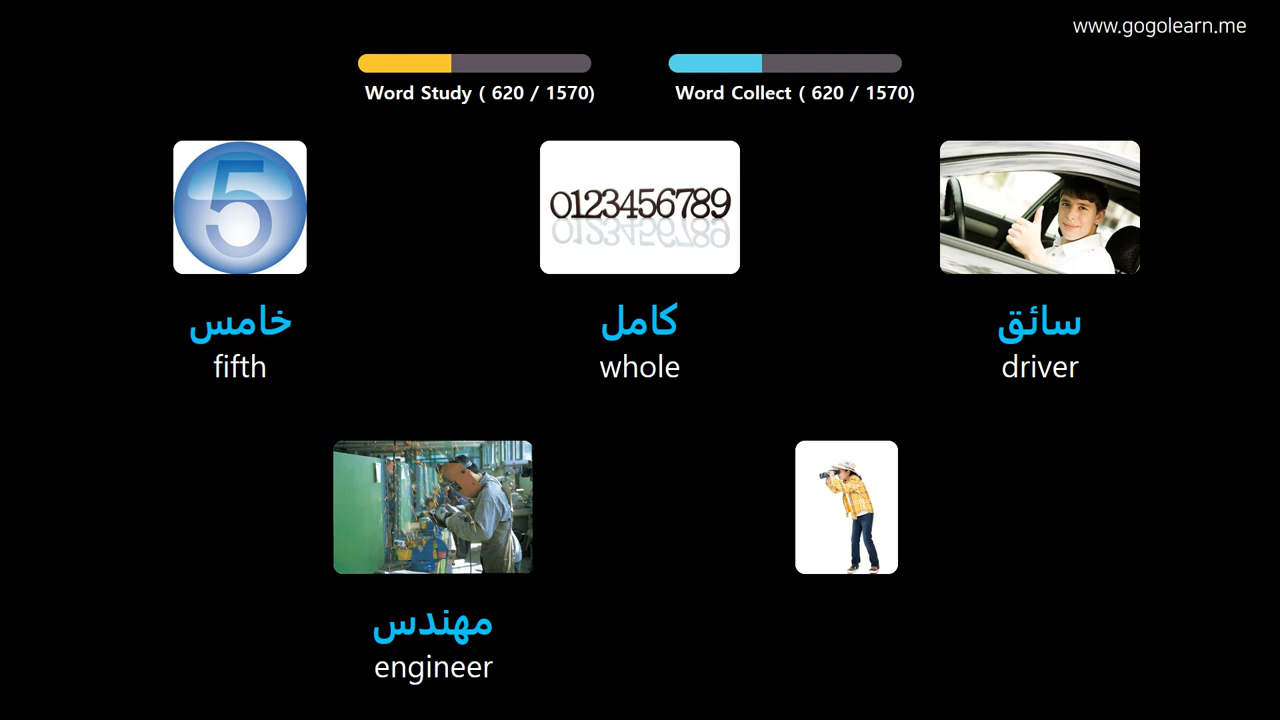 www.gogolearn.me
Word Study ( 620 / 1570)
Word Collect ( 620 / 1570)
5
0123456789
خامس
fifth
كامل
whole
سائق
driver
مهندس
engineer